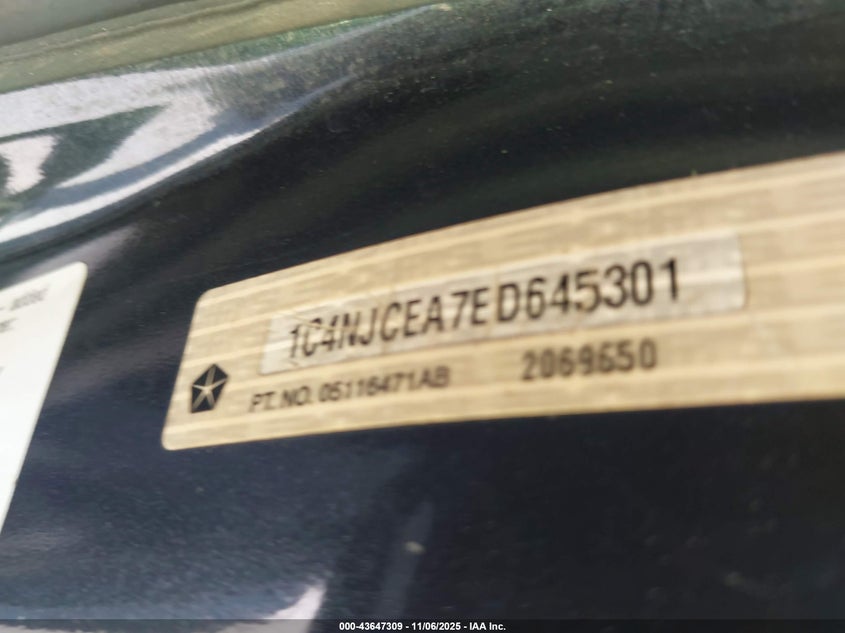 1C4NJCEA7ED645301
PT. NO. 05116471AB 2069650
000-43647309 - 11/06/2025 - IAA Inc.